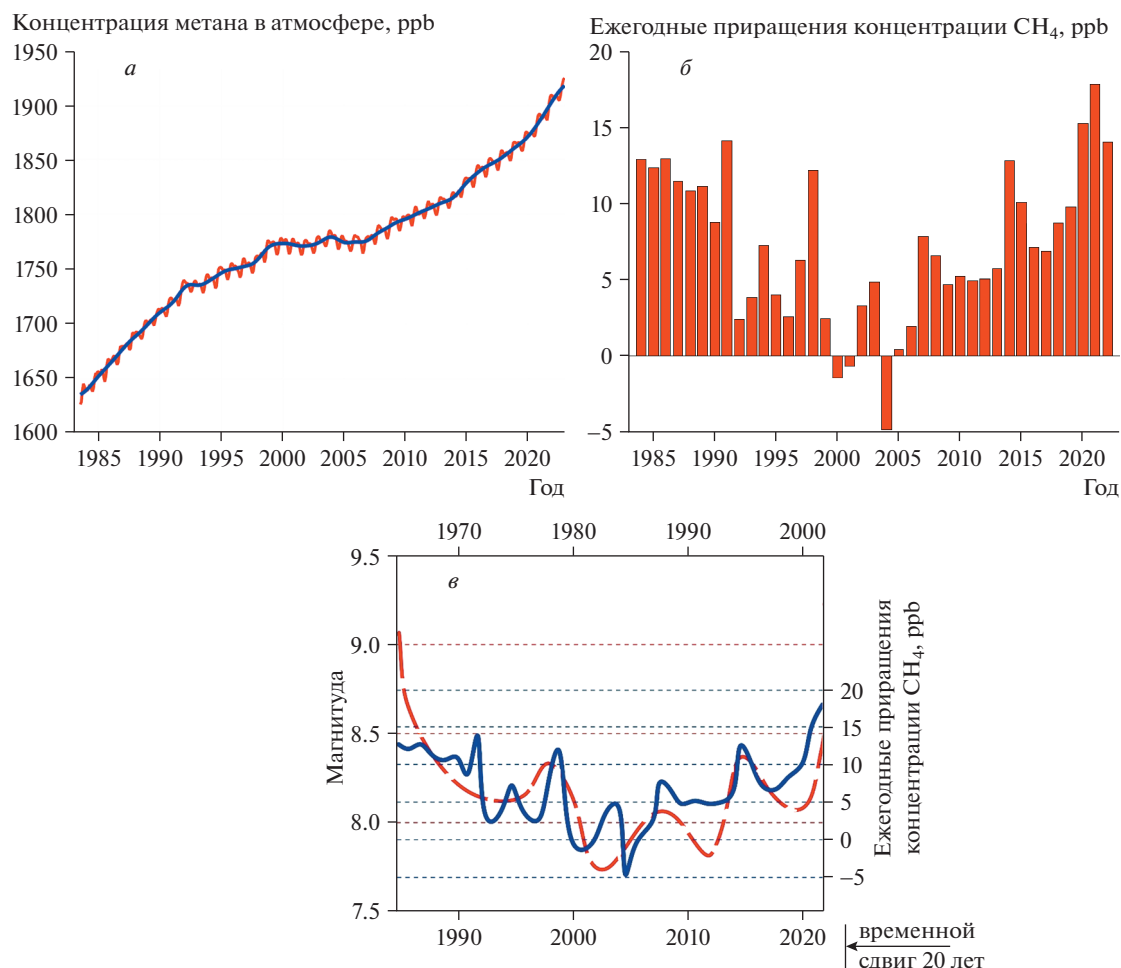 Концентрация метана в атмосфере, ppb
1950
1900
1850
1800
1750
1700
1650
1600
а
1985 1990 1995 2000 2005 2010 2015 2020
Год
Ежегодные приращения концентрации CH₄, ppb
20
15
10
5
0
–5
б
1985 1990 1995 2000 2005 2010 2015 2020
Год
1970 1980 1990 2000
в
Магнитуда
9.5
9.0
8.5
8.0
7.5
20
15
10
5
0
–5
Ежегодные приращения
концентрации CH₄, ppb
1990 2000 2010 2020
временной
сдвиг 20 лет